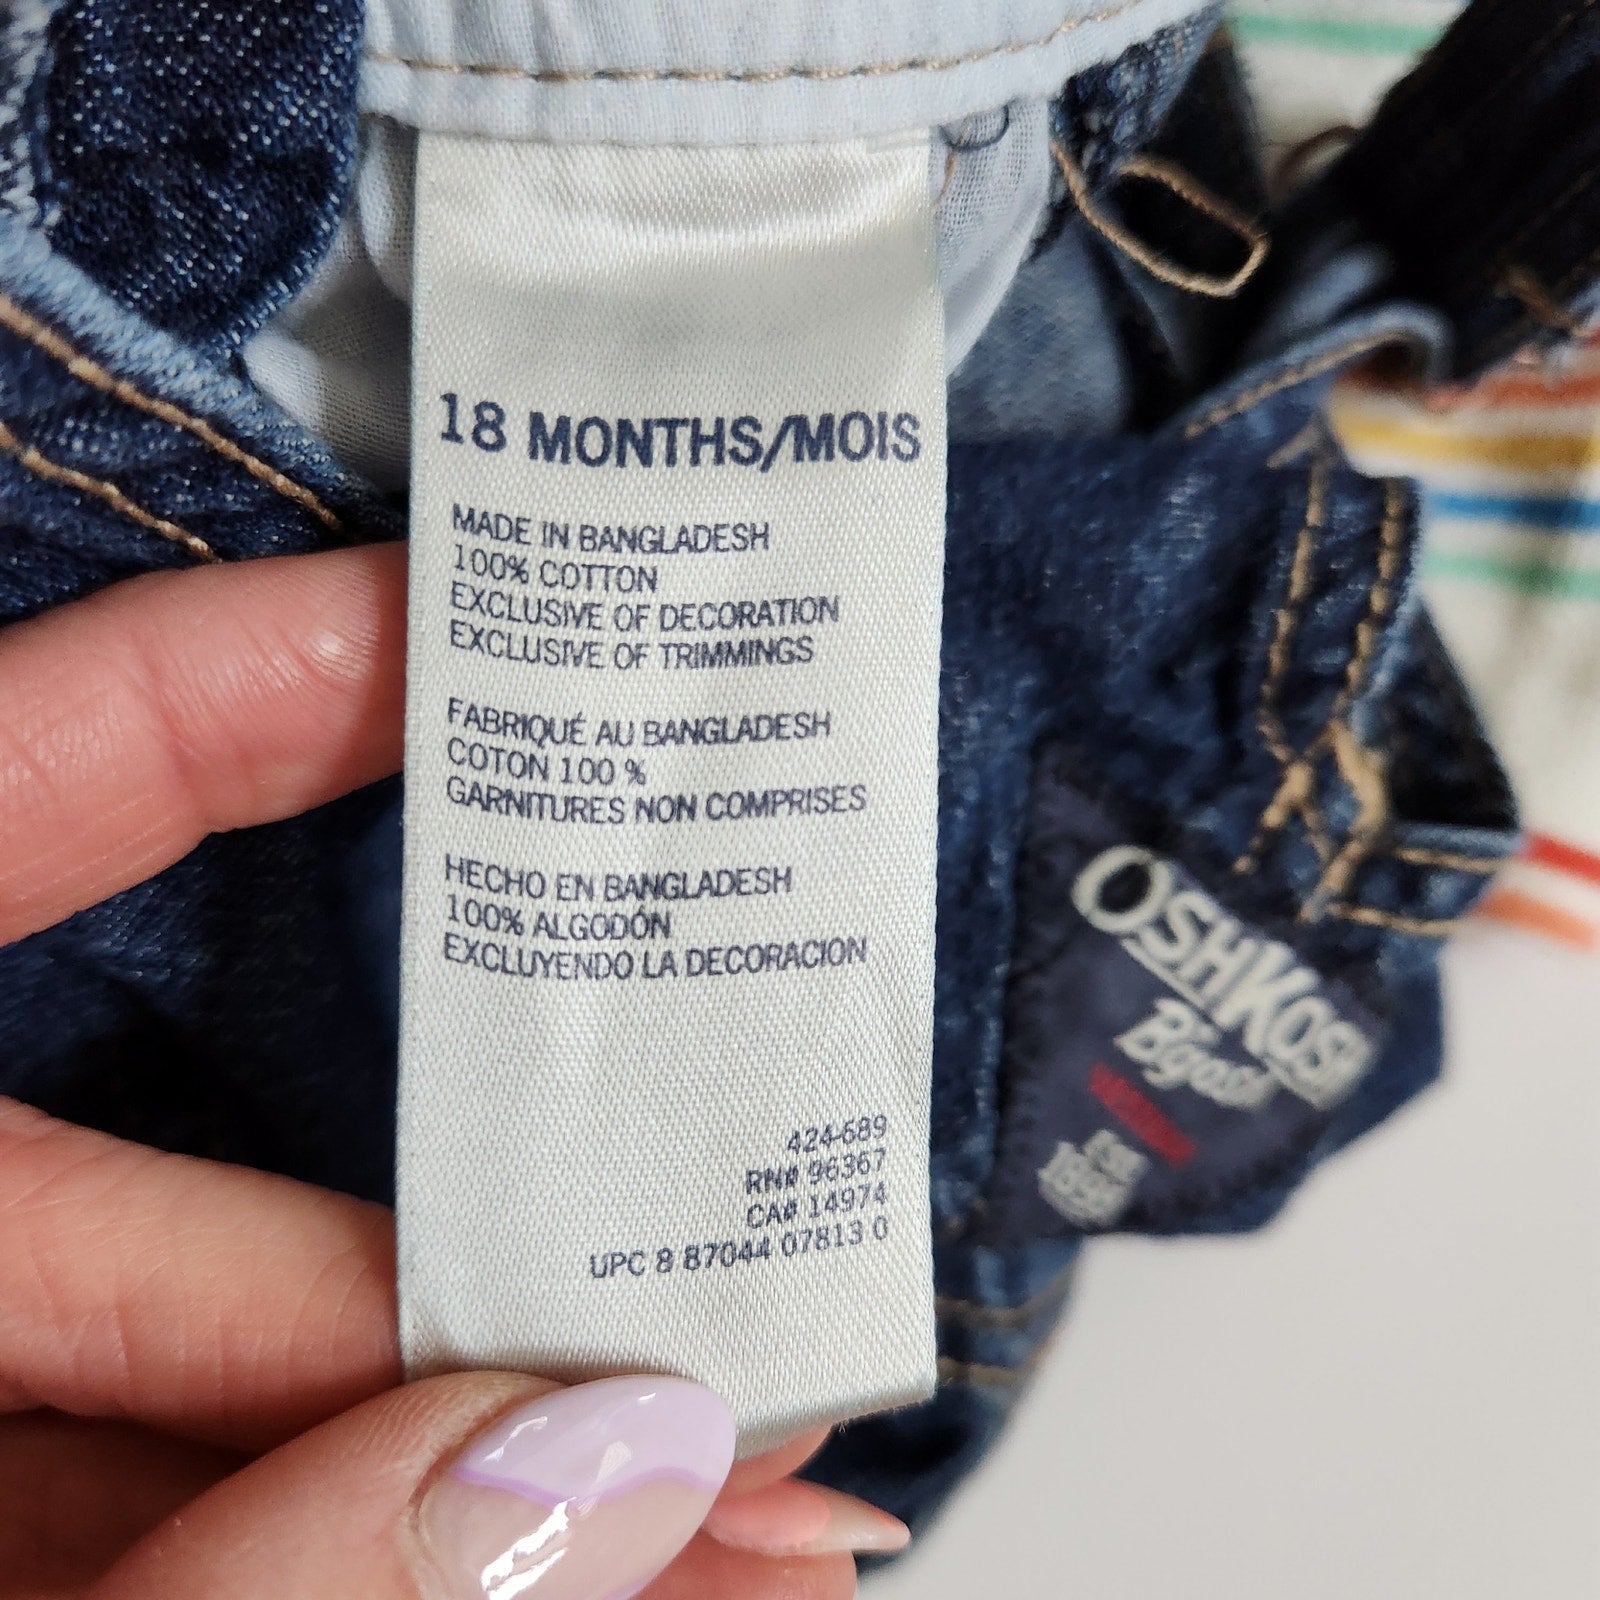 18 MONTHS/MOIS
MADE IN BANGLADESH
100% COTTON
EXCLUSIVE OF DECORATION
EXCLUSIVE OF TRIMMINGS
FABRIQUÉ AU BANGLADESH
COTON 100 %
GARNITURES NON COMPRISES
HECHO EN BANGLADESH
100% ALGODÓN
EXCLUYENDO LA DECORACION
424-689
RN# 96367
CA# 14974
UPC 8 87044 07813 0
OSHKOSH
B'gosh
EST.
1895